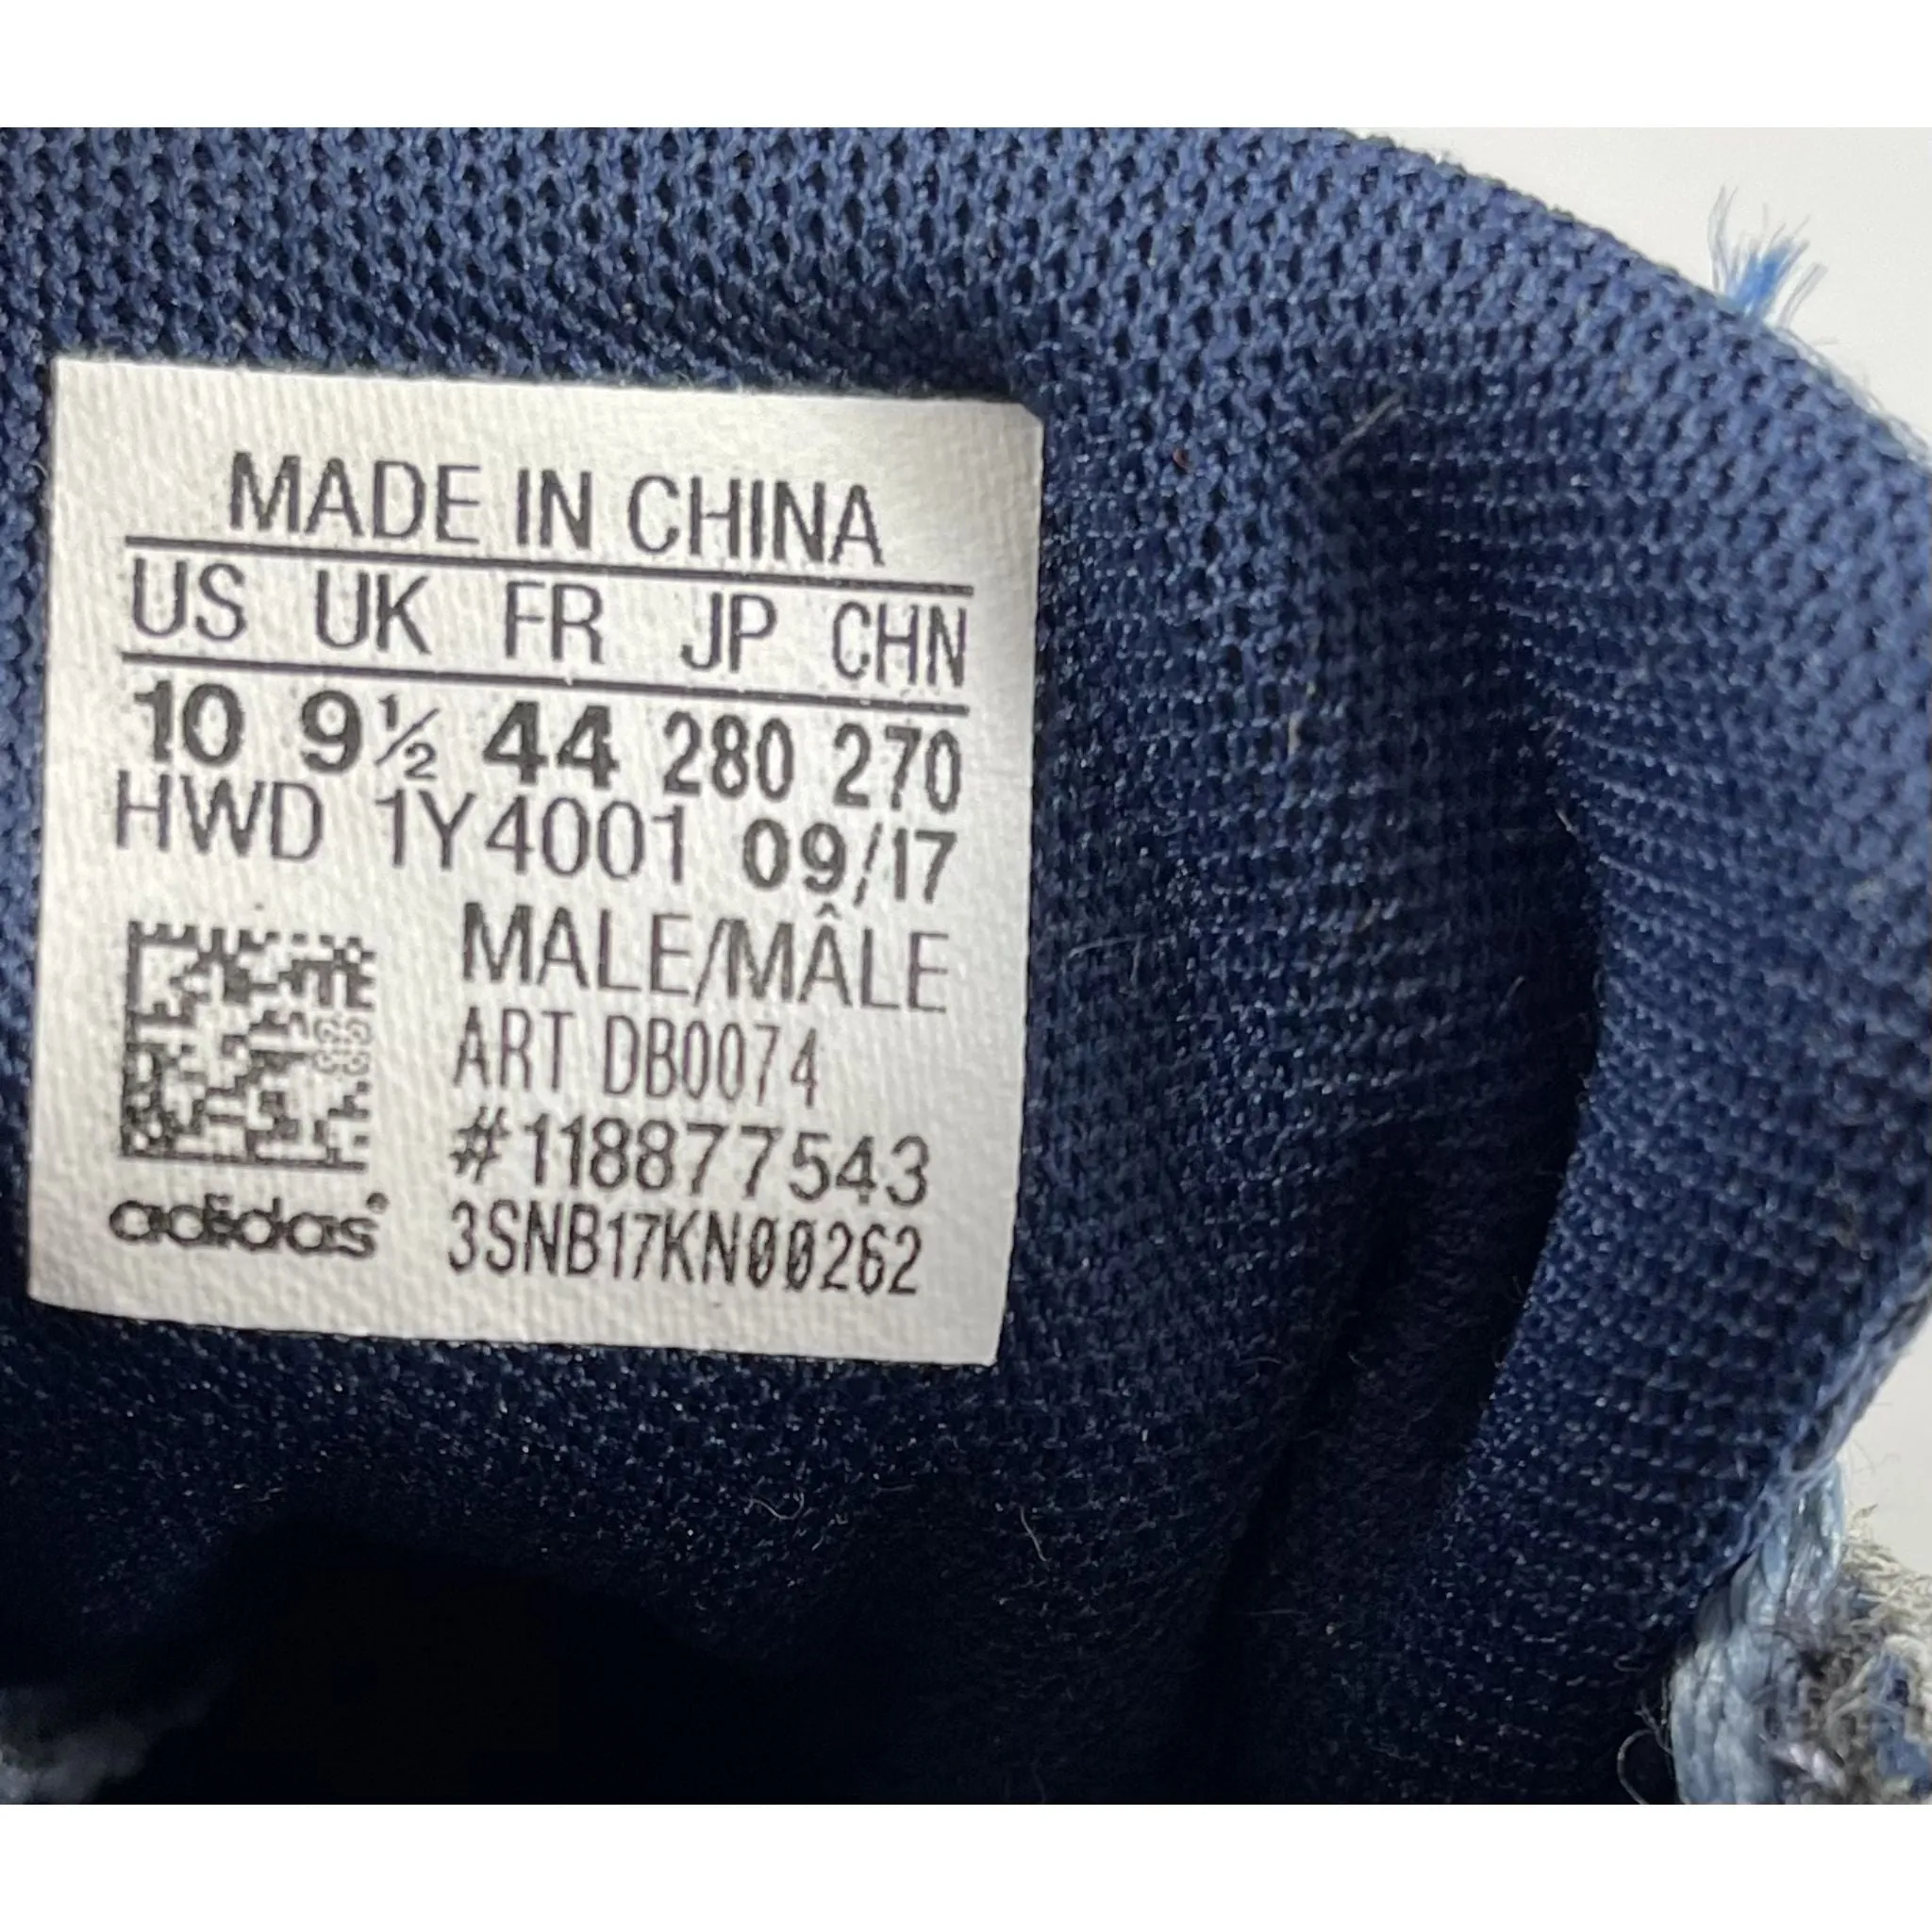 MADE IN CHINA
US UK FR JP CHN
10 9½ 44 280 270
HWD 1Y4001 09/17
MALE/MÂLE
ART DB0074
#118877543
adidas
3SNB17KN00262